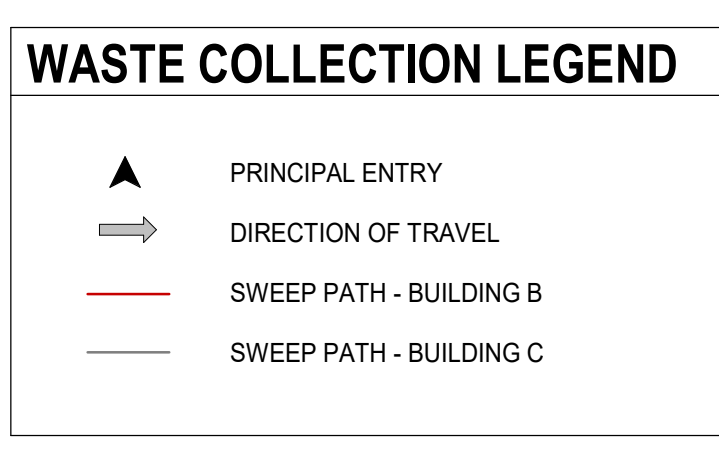 WASTE COLLECTION LEGEND
PRINCIPAL ENTRY
DIRECTION OF TRAVEL
SWEEP PATH - BUILDING B
SWEEP PATH - BUILDING C